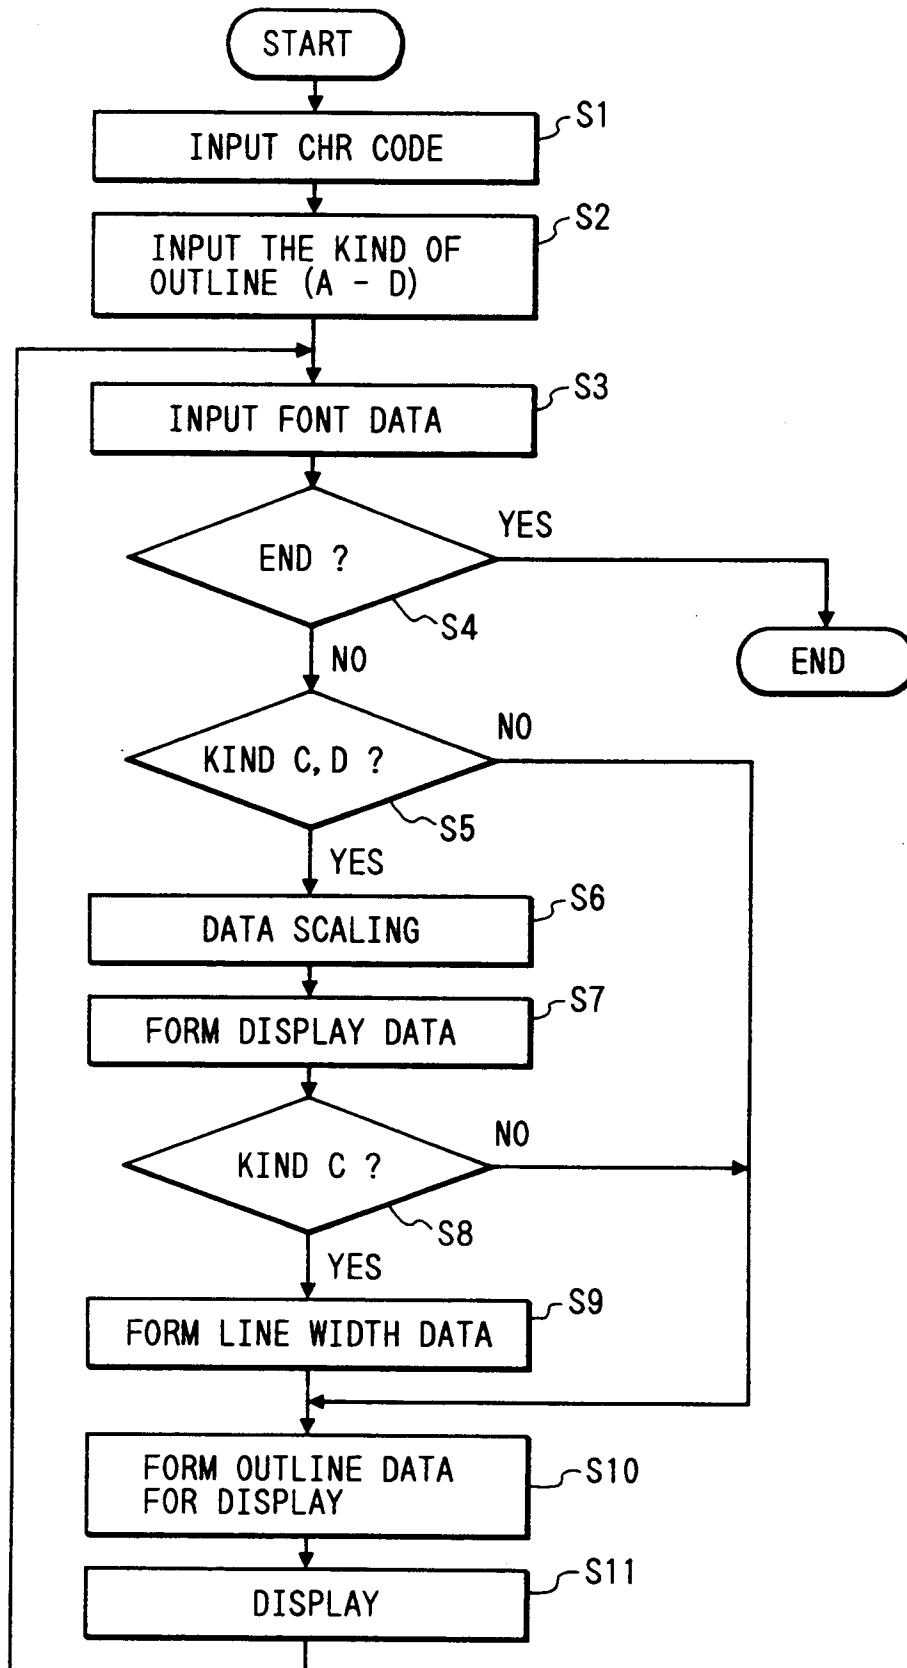 START
S1
INPUT CHR CODE
S2
INPUT THE KIND OF
OUTLINE (A - D)
S3
INPUT FONT DATA
YES
END ?
S4
NO
END
NO
KIND C, D ?
S5
YES
S6
DATA SCALING
S7
FORM DISPLAY DATA
NO
KIND C ?
S8
YES
S9
FORM LINE WIDTH DATA
FORM OUTLINE DATA
FOR DISPLAY
S10
S11
DISPLAY